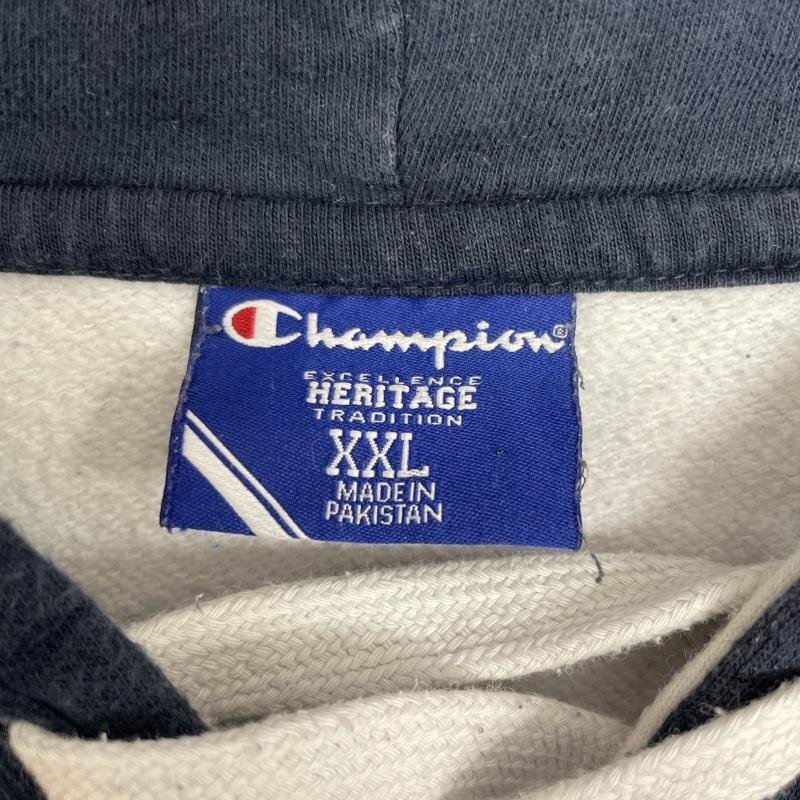 Champion®
EXCELLENCE
HERITAGE
TRADITION
XXL
MADE IN
PAKISTAN